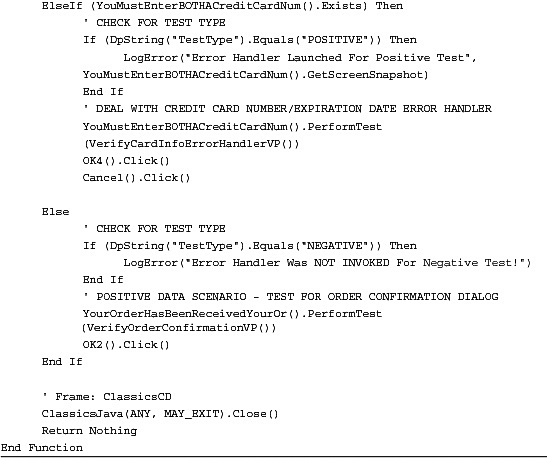 ElseIf (YouMustEnterBOTHACreditCardNum().Exists) Then
' CHECK FOR TEST TYPE
If (DpString("TestType").Equals("POSITIVE")) Then
LogError("Error Handler Launched For Positive Test",
YouMustEnterBOTHACreditCardNum().GetScreenSnapshot)
End If
' DEAL WITH CREDIT CARD NUMBER/EXPIRATION DATE ERROR HANDLER
YouMustEnterBOTHACreditCardNum().PerformTest
(VerifyCardInfoErrorHandlerVP())
OK4().Click()
Cancel().Click()
Else
' CHECK FOR TEST TYPE
If (DpString("TestType").Equals("NEGATIVE")) Then
LogError("Error Handler Was NOT INVOKED For Negative Test!")
End If
' POSITIVE DATA SCENARIO - TEST FOR ORDER CONFIRMATION DIALOG
YourOrderHasBeenReceivedYourOr().PerformTest
(VerifyOrderConfirmationVP())
OK2().Click()
End If
' Frame: ClassicsCD
ClassicsJava(ANY, MAY_EXIT).Close()
Return Nothing
End Function